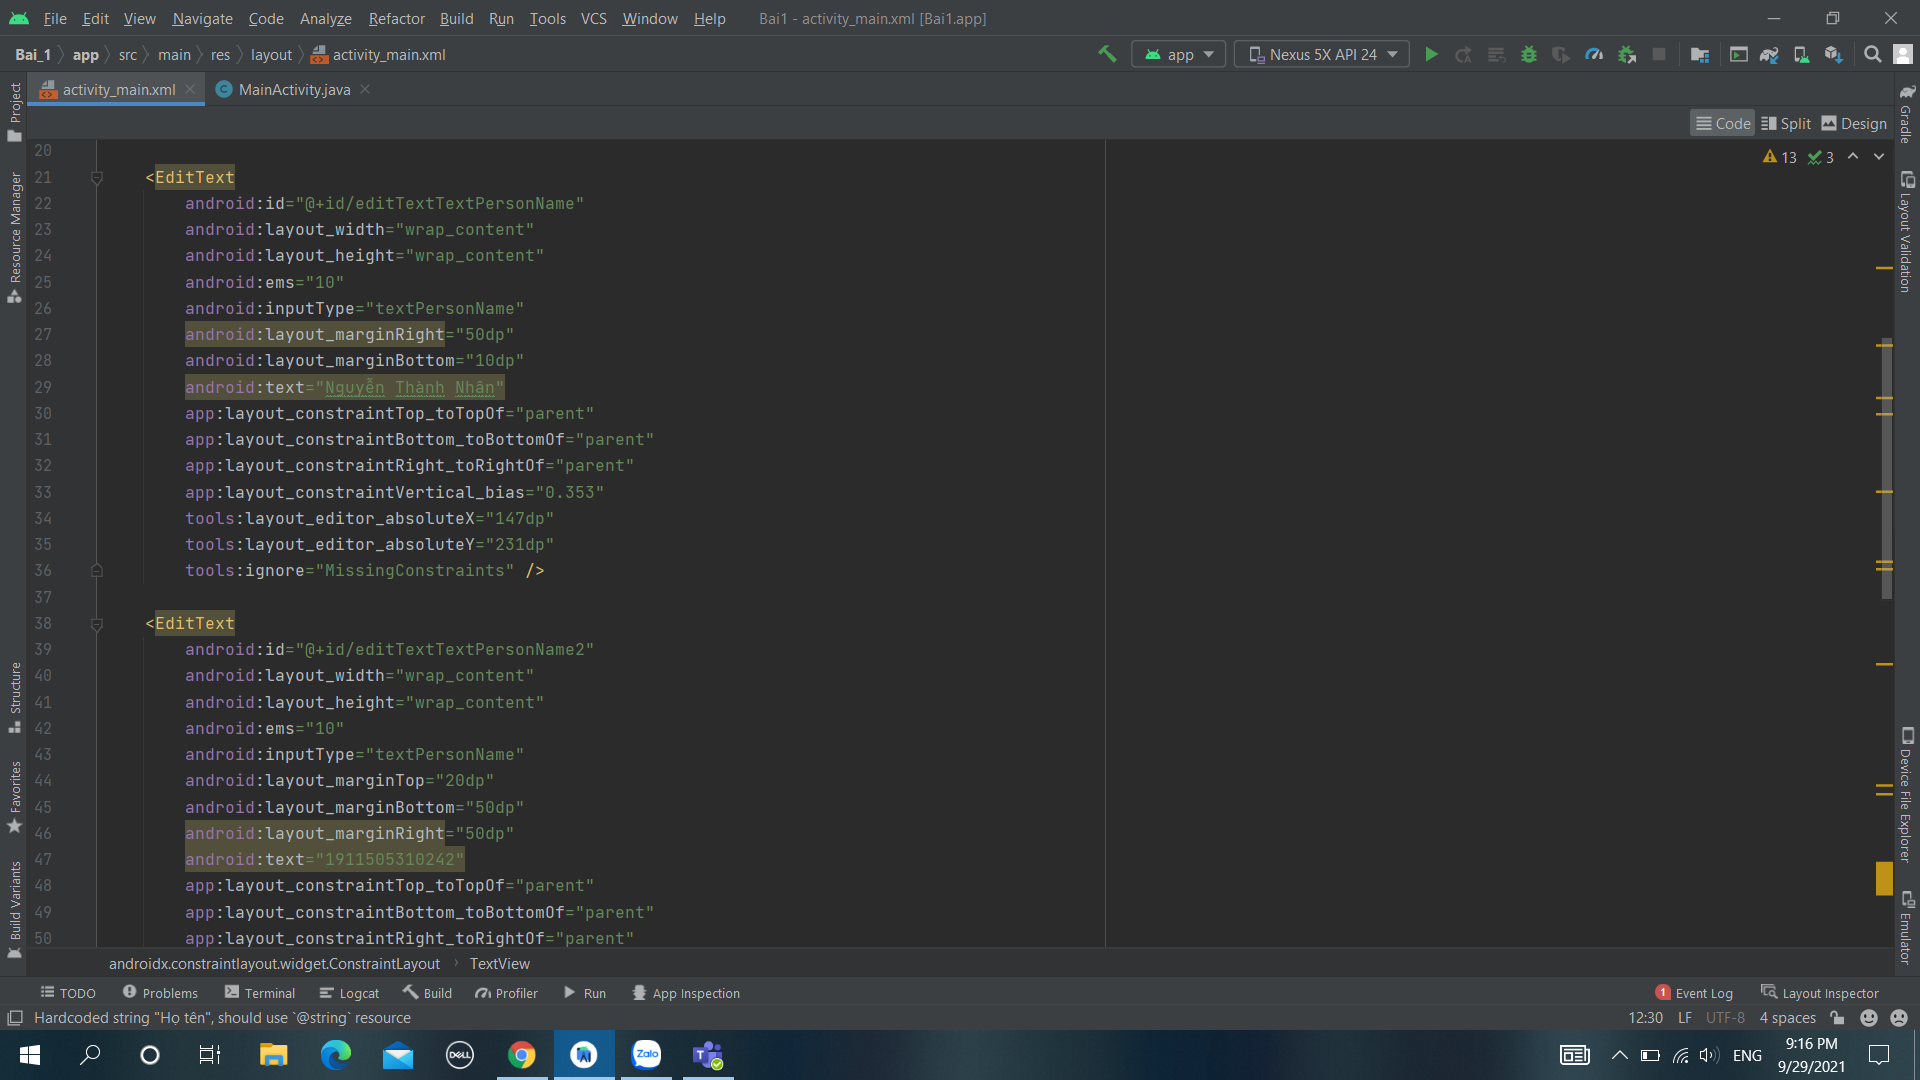 File Edit View Navigate Code Analyze Refactor Build Run Tools VCS Window Help Bai1 - activity_main.xml [Bai1.app]
Bai_1 app src main res layout activity_main.xml app Nexus 5X API 24
activity_main.xml MainActivity.java
Code Split Design
13 3
20
21 <EditText
22 android:id="@+id/editTextTextPersonName"
23 android:layout_width="wrap_content"
24 android:layout_height="wrap_content"
25 android:ems="10"
26 android:inputType="textPersonName"
27 android:layout_marginRight="50dp"
28 android:layout_marginBottom="10dp"
29 android:text="Nguyễn Thành Nhân"
30 app:layout_constraintTop_toTopOf="parent"
31 app:layout_constraintBottom_toBottomOf="parent"
32 app:layout_constraintRight_toRightOf="parent"
33 app:layout_constraintVertical_bias="0.353"
34 tools:layout_editor_absoluteX="147dp"
35 tools:layout_editor_absoluteY="231dp"
36 tools:ignore="MissingConstraints" />
37
38 <EditText
39 android:id="@+id/editTextTextPersonName2"
40 android:layout_width="wrap_content"
41 android:layout_height="wrap_content"
42 android:ems="10"
43 android:inputType="textPersonName"
44 android:layout_marginTop="20dp"
45 android:layout_marginBottom="50dp"
46 android:layout_marginRight="50dp"
47 android:text="1911505310242"
48 app:layout_constraintTop_toTopOf="parent"
49 app:layout_constraintBottom_toBottomOf="parent"
50 app:layout_constraintRight_toRightOf="parent"
Project
Resource Manager
Structure
Favorites
Build Variants
Gradle
Layout Validation
Device File Explorer
Emulator
androidx.constraintlayout.widget.ConstraintLayout TextView
TODO Problems Terminal Logcat Build Profiler Run App Inspection 1 Event Log Layout Inspector
Hardcoded string "Họ tên", should use `@string` resource 12:30 LF UTF-8 4 spaces
DELL Zalo ENG
9:16 PM
9/29/2021